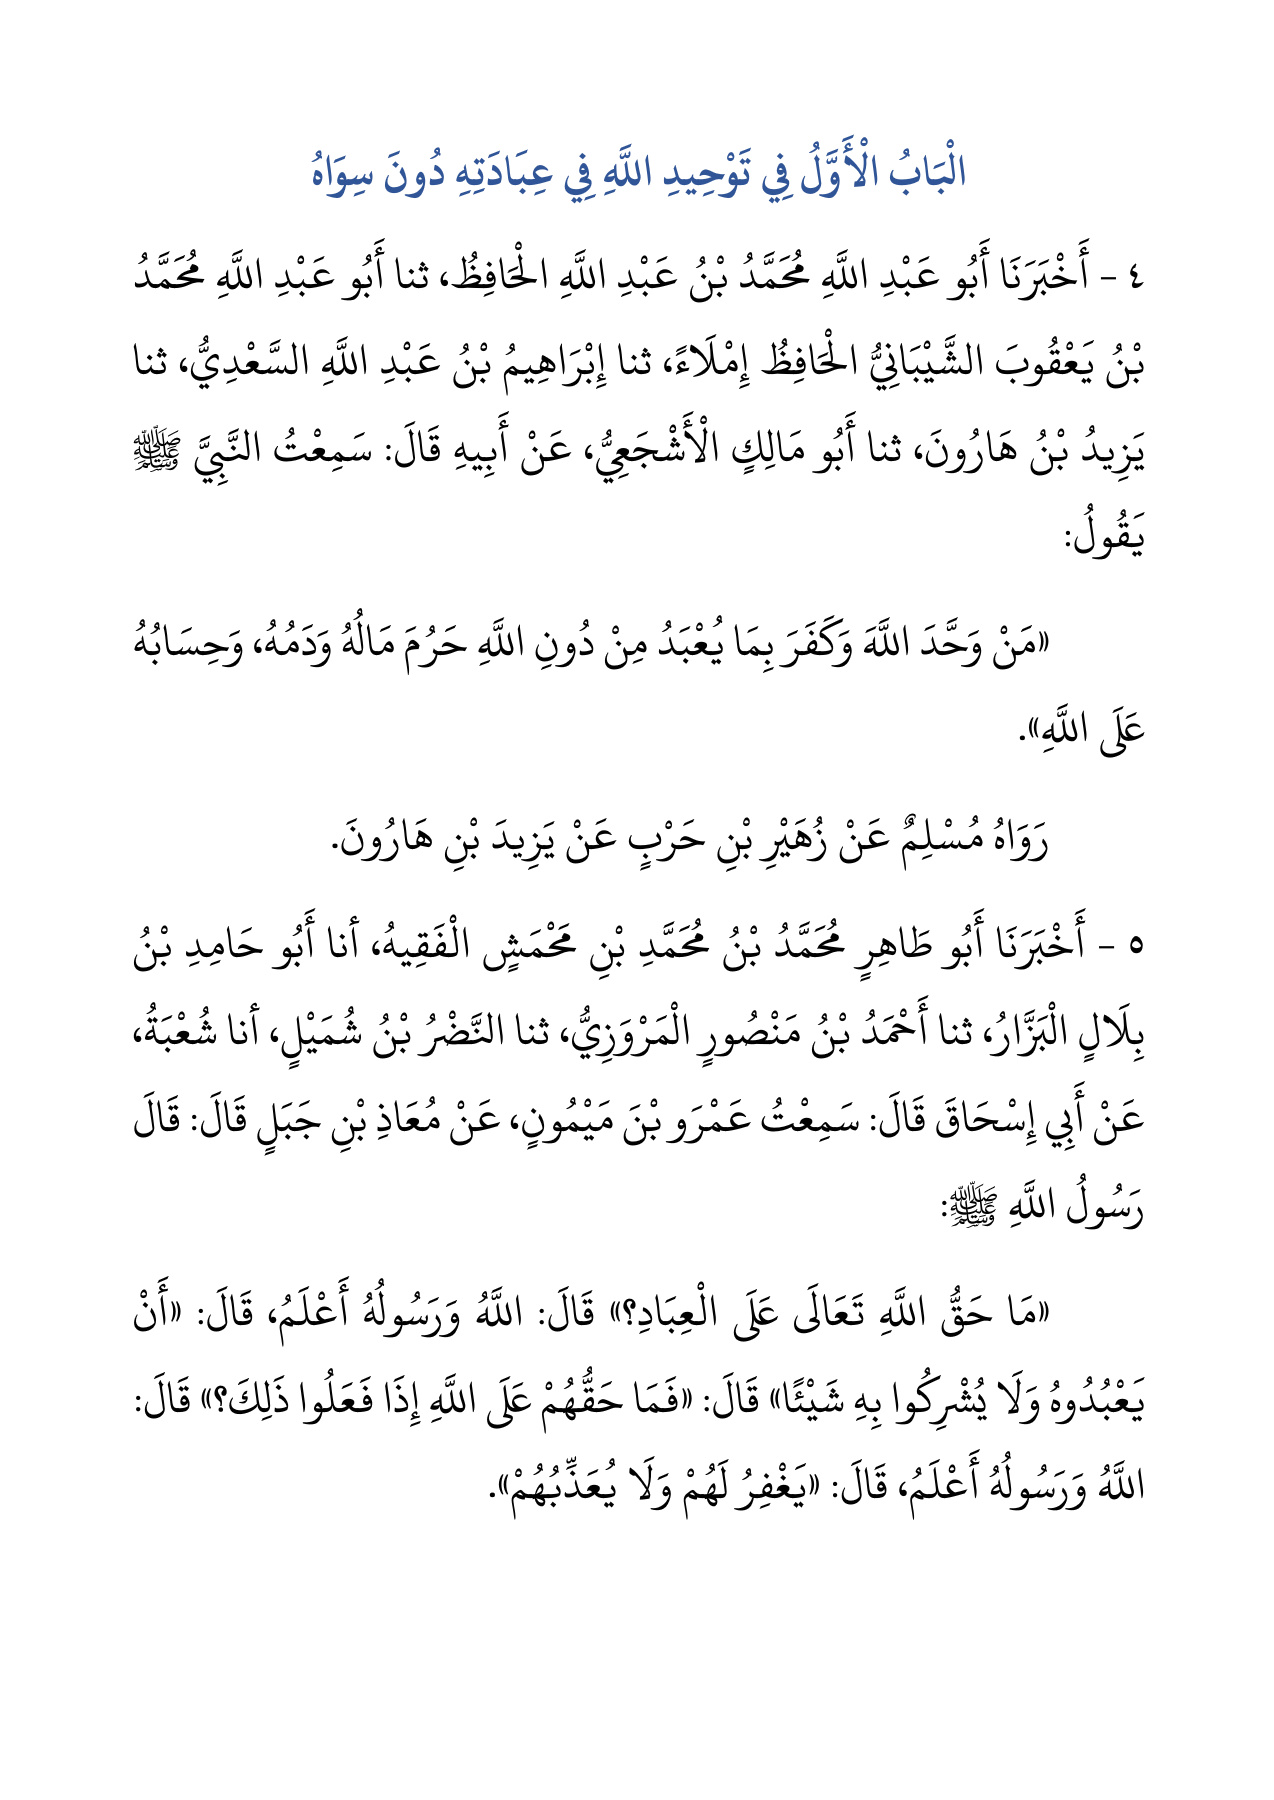 الْبَابُ الْأَوَّلُ فِي تَوْحِيدِ اللَّهِ فِي عِبَادَتِهِ دُونَ سِوَاهُ
٤ - أَخْبَرَنَا أَبُو عَبْدِ اللَّهِ مُحَمَّدُ بْنُ عَبْدِ اللَّهِ الْحَافِظُ، ثنا أَبُو عَبْدِ اللَّهِ مُحَمَّدُ
بْنُ يَعْقُوبَ الشَّيْبَانِيُّ الْحَافِظُ إِمْلَاءً، ثنا إِبْرَاهِيمُ بْنُ عَبْدِ اللَّهِ السَّعْدِيُّ، ثنا
يَزِيدُ بْنُ هَارُونَ، ثنا أَبُو مَالِكٍ الْأَشْجَعِيُّ، عَنْ أَبِيهِ قَالَ: سَمِعْتُ النَّبِيَّ ﷺ
يَقُولُ:
«مَنْ وَحَّدَ اللَّهَ وَكَفَرَ بِمَا يُعْبَدُ مِنْ دُونِ اللَّهِ حَرُمَ مَالُهُ وَدَمُهُ، وَحِسَابُهُ
عَلَى اللَّهِ».
رَوَاهُ مُسْلِمٌ عَنْ زُهَيْرِ بْنِ حَرْبٍ عَنْ يَزِيدَ بْنِ هَارُونَ.
٥ - أَخْبَرَنَا أَبُو طَاهِرٍ مُحَمَّدُ بْنُ مُحَمَّدِ بْنِ مَحْمَشٍ الْفَقِيهُ، أنا أَبُو حَامِدِ بْنُ
بِلَالٍ الْبَزَّارُ، ثنا أَحْمَدُ بْنُ مَنْصُورٍ الْمَرْوَزِيُّ، ثنا النَّضْرُ بْنُ شُمَيْلٍ، أنا شُعْبَةُ،
عَنْ أَبِي إِسْحَاقَ قَالَ: سَمِعْتُ عَمْرَو بْنَ مَيْمُونٍ، عَنْ مُعَاذِ بْنِ جَبَلٍ قَالَ: قَالَ
رَسُولُ اللَّهِ ﷺ:
«مَا حَقُّ اللَّهِ تَعَالَى عَلَى الْعِبَادِ؟» قَالَ: اللَّهُ وَرَسُولُهُ أَعْلَمُ، قَالَ: «أَنْ
يَعْبُدُوهُ وَلَا يُشْرِكُوا بِهِ شَيْئًا» قَالَ: «فَمَا حَقُّهُمْ عَلَى اللَّهِ إِذَا فَعَلُوا ذَلِكَ؟» قَالَ:
اللَّهُ وَرَسُولُهُ أَعْلَمُ، قَالَ: «يَغْفِرُ لَهُمْ وَلَا يُعَذِّبُهُمْ».